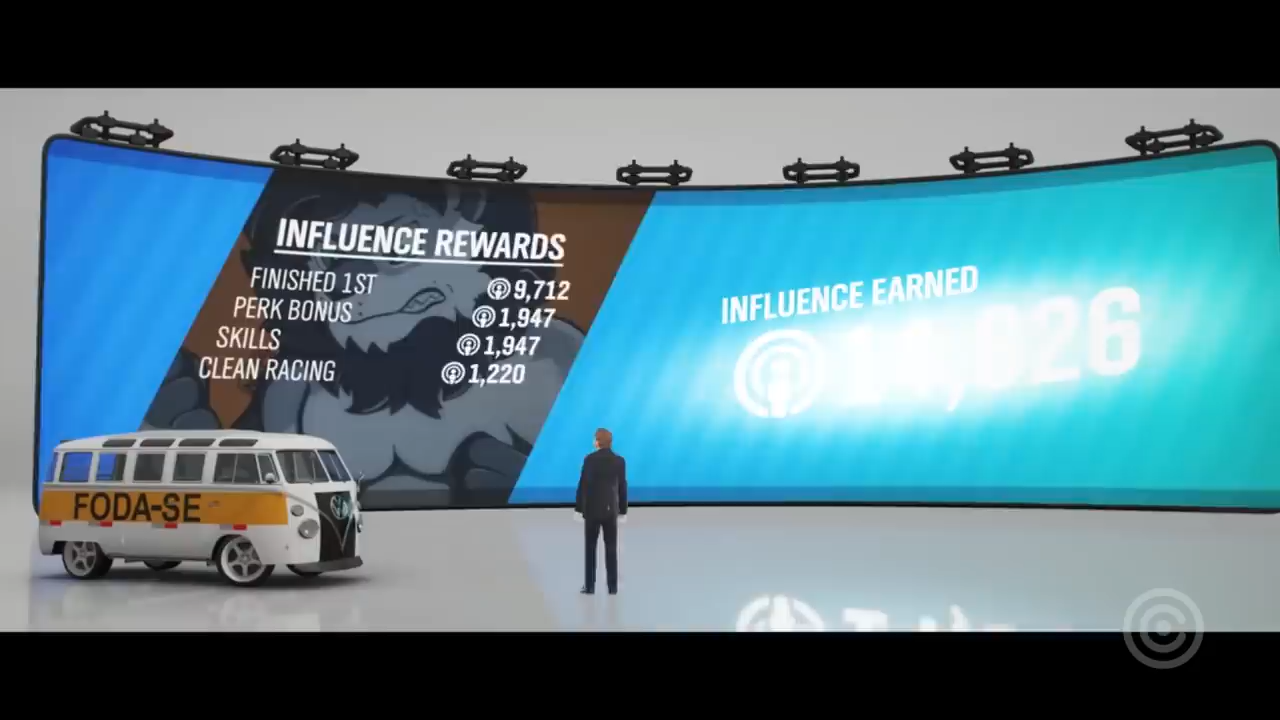 INFLUENCE REWARDS
FINISHED 1ST 9,712
PERK BONUS 1,947
SKILLS 1,947
CLEAN RACING 1,220
INFLUENCE EARNED
FODA-SE